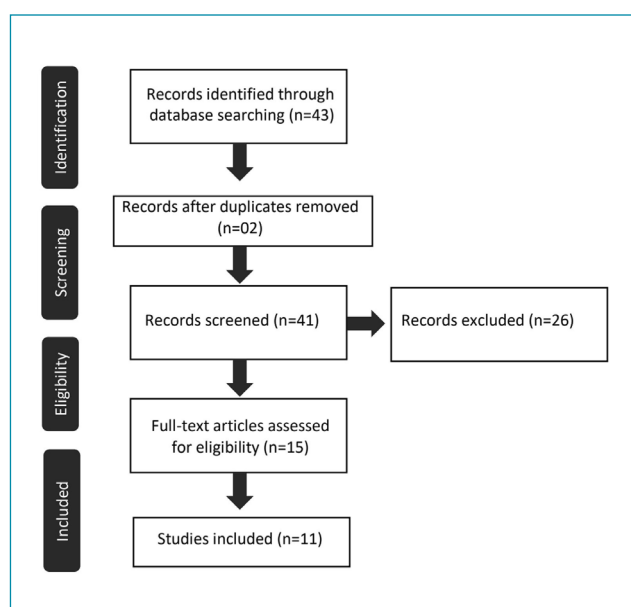 Identification
Records identified through
database searching (n=43)
Records after duplicates removed
(n=02)
Screening
Records screened (n=41)
Records excluded (n=26)
Eligibility
Full-text articles assessed
for eligibility (n=15)
Included
Studies included (n=11)